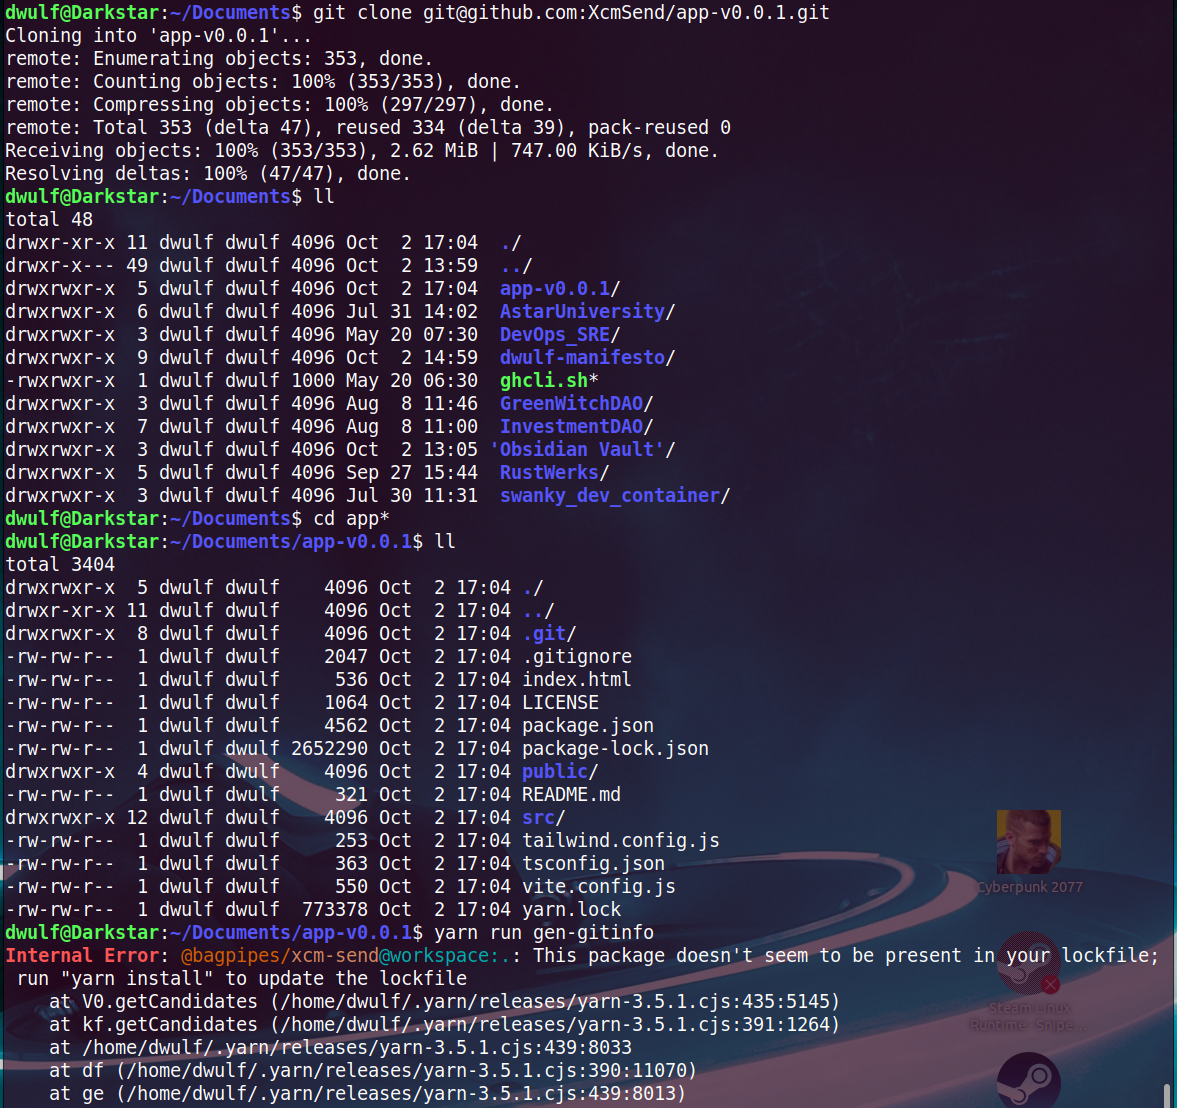 dwulf@Darkstar:~/Documents$ git clone git@github.com:XcmSend/app-v0.0.1.git
Cloning into 'app-v0.0.1'...
remote: Enumerating objects: 353, done.
remote: Counting objects: 100% (353/353), done.
remote: Compressing objects: 100% (297/297), done.
remote: Total 353 (delta 47), reused 334 (delta 39), pack-reused 0
Receiving objects: 100% (353/353), 2.62 MiB | 747.00 KiB/s, done.
Resolving deltas: 100% (47/47), done.
dwulf@Darkstar:~/Documents$ ll
total 48
drwxr-xr-x 11 dwulf dwulf 4096 Oct  2 17:04  ./
drwxr-x--- 49 dwulf dwulf 4096 Oct  2 13:59  ../
drwxrwxr-x  5 dwulf dwulf 4096 Oct  2 17:04  app-v0.0.1/
drwxrwxr-x  6 dwulf dwulf 4096 Jul 31 14:02  AstarUniversity/
drwxrwxr-x  3 dwulf dwulf 4096 May 20 07:30  DevOps_SRE/
drwxrwxr-x  9 dwulf dwulf 4096 Oct  2 14:59  dwulf-manifesto/
-rwxrwxr-x  1 dwulf 1000 May 20 06:30  ghcli.sh*
drwxrwxr-x  3 dwulf dwulf 4096 Aug  8 11:46  GreenWitchDAO/
drwxrwxr-x  7 dwulf dwulf 4096 Aug  8 11:00  InvestmentDAO/
drwxrwxr-x  3 dwulf dwulf 4096 Oct  2 13:05 'Obsidian Vault'/
drwxrwxr-x  5 dwulf dwulf 4096 Sep 27 15:44  RustWerks/
drwxrwxr-x  3 dwulf dwulf 4096 Jul 30 11:31  swanky_dev_container/
dwulf@Darkstar:~/Documents$ cd app*
dwulf@Darkstar:~/Documents/app-v0.0.1$ ll
total 3404
drwxrwxr-x  5 dwulf dwulf    4096 Oct  2 17:04 ./
drwxr-xr-x 11 dwulf dwulf    4096 Oct  2 17:04 ../
drwxrwxr-x  8 dwulf dwulf    4096 Oct  2 17:04 .git/
-rw-rw-r--  1 dwulf dwulf    2047 Oct  2 17:04 .gitignore
-rw-rw-r--  1 dwulf dwulf     536 Oct  2 17:04 index.html
-rw-rw-r--  1 dwulf dwulf    1064 Oct  2 17:04 LICENSE
-rw-rw-r--  1 dwulf dwulf    4562 Oct  2 17:04 package.json
-rw-rw-r--  1 dwulf dwulf 2652290 Oct  2 17:04 package-lock.json
drwxrwxr-x  4 dwulf dwulf    4096 Oct  2 17:04 public/
-rw-rw-r--  1 dwulf dwulf     321 Oct  2 17:04 README.md
drwxrwxr-x 12 dwulf dwulf    4096 Oct  2 17:04 src/
-rw-rw-r--  1 dwulf dwulf     253 Oct  2 17:04 tailwind.config.js
-rw-rw-r--  1 dwulf dwulf     363 Oct  2 17:04 tsconfig.json
-rw-rw-r--  1 dwulf dwulf     550 Oct  2 17:04 vite.config.js
-rw-rw-r--  1 dwulf dwulf  773378 Oct  2 17:04 yarn.lock
dwulf@Darkstar:~/Documents/app-v0.0.1$ yarn run gen-gitinfo
Internal Error: @bagpipes/xcm-send@workspace:.: This package doesn't seem to be present in your lockfile;
 run "yarn install" to update the lockfile
    at V0.getCandidates (/home/dwulf/.yarn/releases/yarn-3.5.1.cjs:435:5145)
    at kf.getCandidates (/home/dwulf/.yarn/releases/yarn-3.5.1.cjs:391:1264)
    at /home/dwulf/.yarn/releases/yarn-3.5.1.cjs:439:8033
    at df (/home/dwulf/.yarn/releases/yarn-3.5.1.cjs:390:11070)
    at ge (/home/dwulf/.yarn/releases/yarn-3.5.1.cjs:439:8013)
Cyberpunk 2077
Steam Linux
Runtime - Snipe...